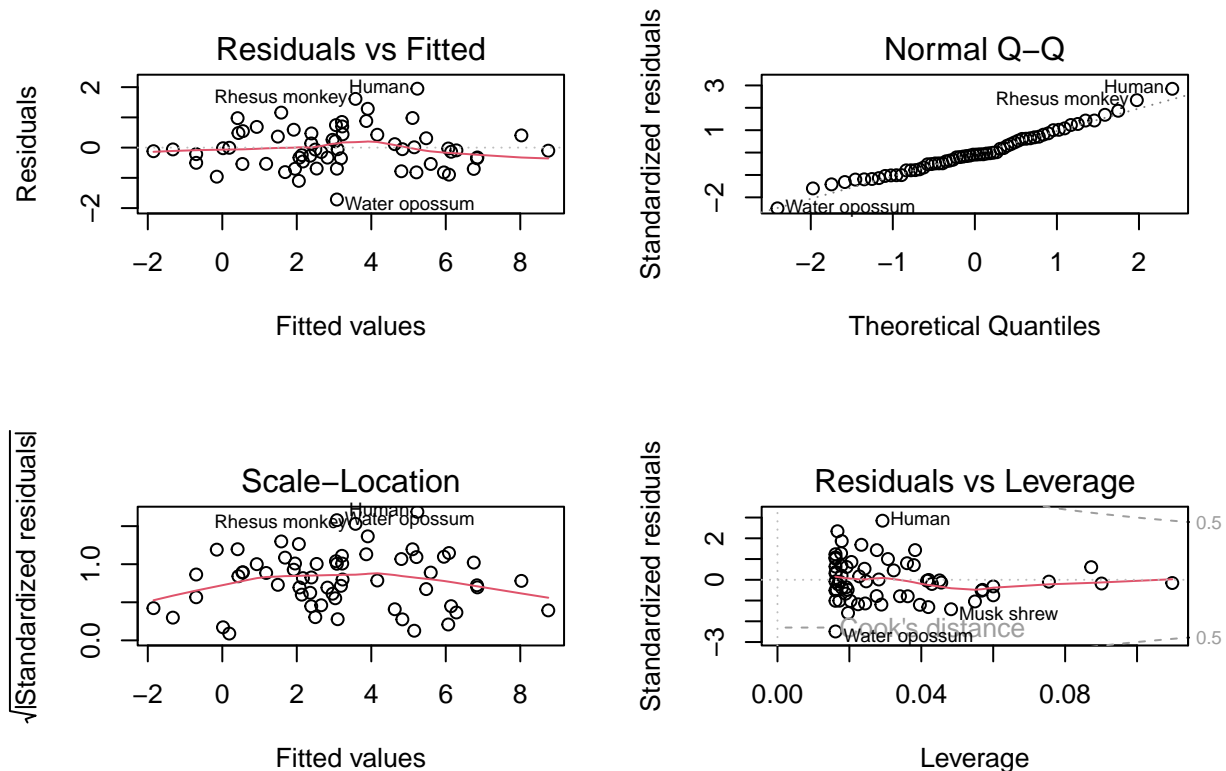 Residuals vs Fitted
Residuals
2
0
−2
Human
Rhesus monkey
Water opossum
−2 0 2 4 6 8
Fitted values
Normal Q−Q
Standardized residuals
3
1
−2
Human
Rhesus monkey
Water opossum
−2 −1 0 1 2
Theoretical Quantiles
Scale−Location
√|Standardized residuals|
1.0
0.0
Human
Rhesus monkey
Water opossum
−2 0 2 4 6 8
Fitted values
Residuals vs Leverage
Standardized residuals
2
0
−3
Human
0.5
Musk shrew
Cook's distance
Water opossum
0.5
0.00 0.04 0.08
Leverage